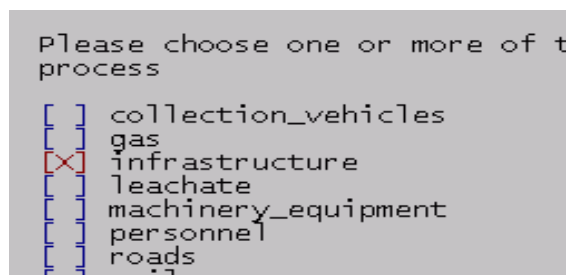 Please choose one or more of t
process
[ ] collection_vehicles
[ ] gas
[X] infrastructure
[ ] leachate
[ ] machinery_equipment
[ ] personnel
[ ] roads